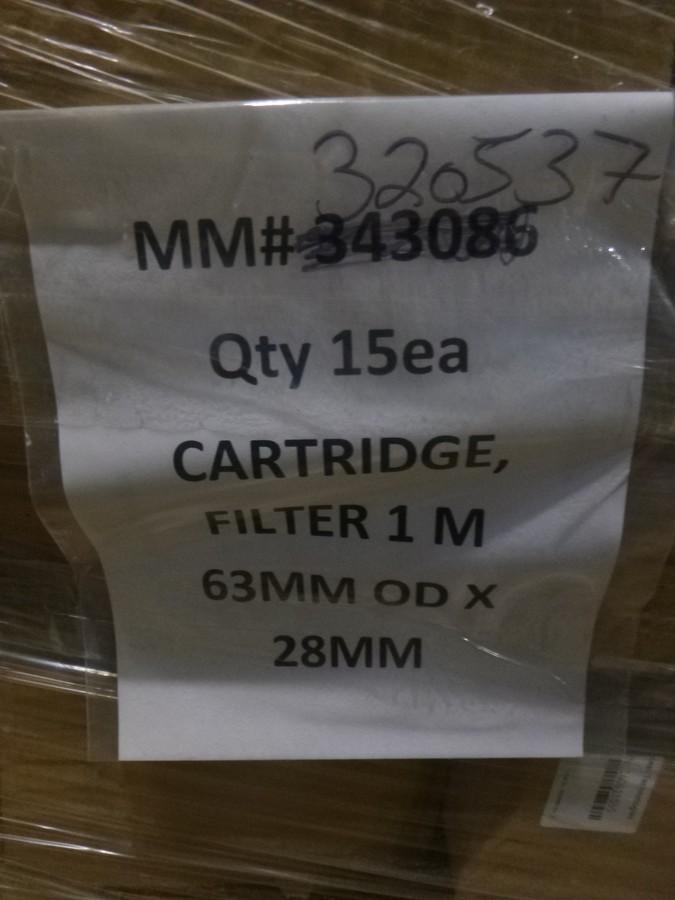 320537
MM# 343086
Qty 15ea
CARTRIDGE,
FILTER 1 M
63MM OD X
28MM